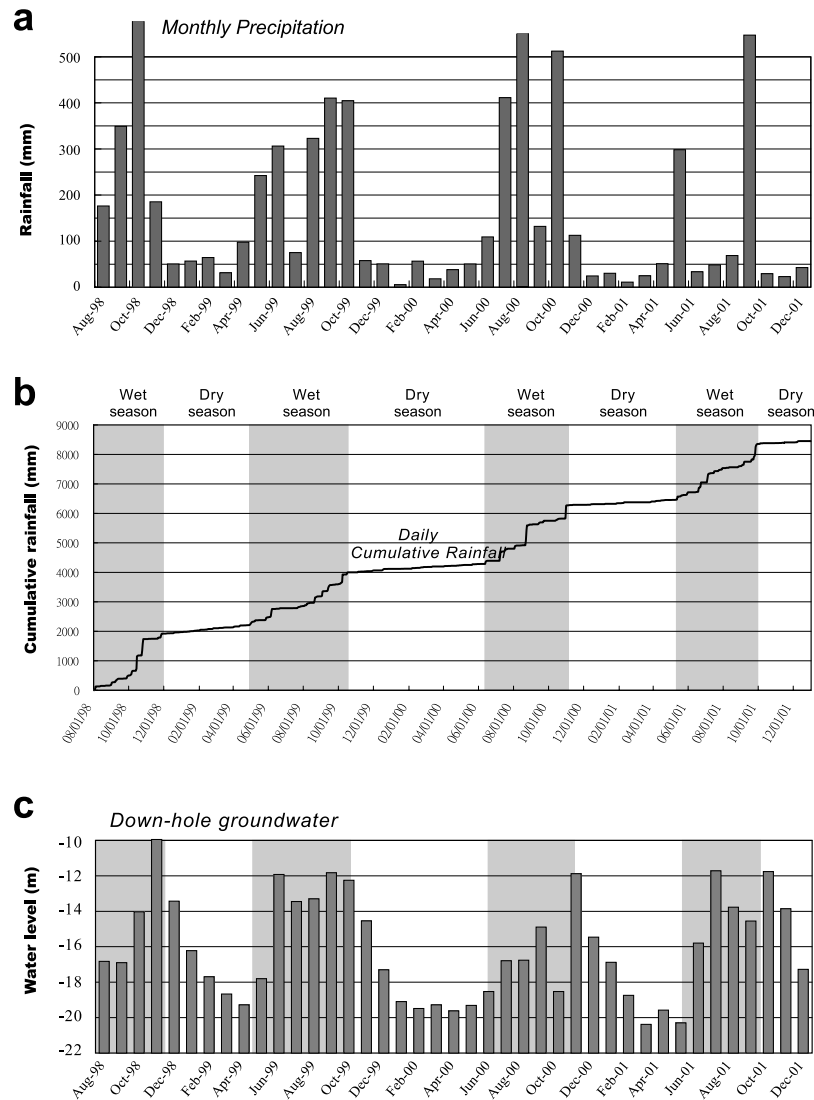 a
Monthly Precipitation
Rainfall (mm)
500
400
300
200
100
0
Aug-98
Oct-98
Dec-98
Feb-99
Apr-99
Jun-99
Aug-99
Oct-99
Dec-99
Feb-00
Apr-00
Jun-00
Aug-00
Oct-00
Dec-00
Feb-01
Apr-01
Jun-01
Aug-01
Oct-01
Dec-01
b
Wet season
Dry season
Wet season
Dry season
Wet season
Dry season
Wet season
Dry season
Cumulative rainfall (mm)
9000
8000
7000
6000
5000
4000
3000
2000
1000
0
Daily
Cumulative Rainfall
08/01/98
10/01/98
12/01/98
02/01/99
04/01/99
06/01/99
08/01/99
10/01/99
12/01/99
02/01/00
04/01/00
06/01/00
08/01/00
10/01/00
12/01/00
02/01/01
04/01/01
06/01/01
08/01/01
10/01/01
12/01/01
c
Down-hole groundwater
Water level (m)
-10
-12
-14
-16
-18
-20
-22
Aug-98
Oct-98
Dec-98
Feb-99
Apr-99
Jun-99
Aug-99
Oct-99
Dec-99
Feb-00
Apr-00
Jun-00
Aug-00
Oct-00
Dec-00
Feb-01
Apr-01
Jun-01
Aug-01
Oct-01
Dec-01